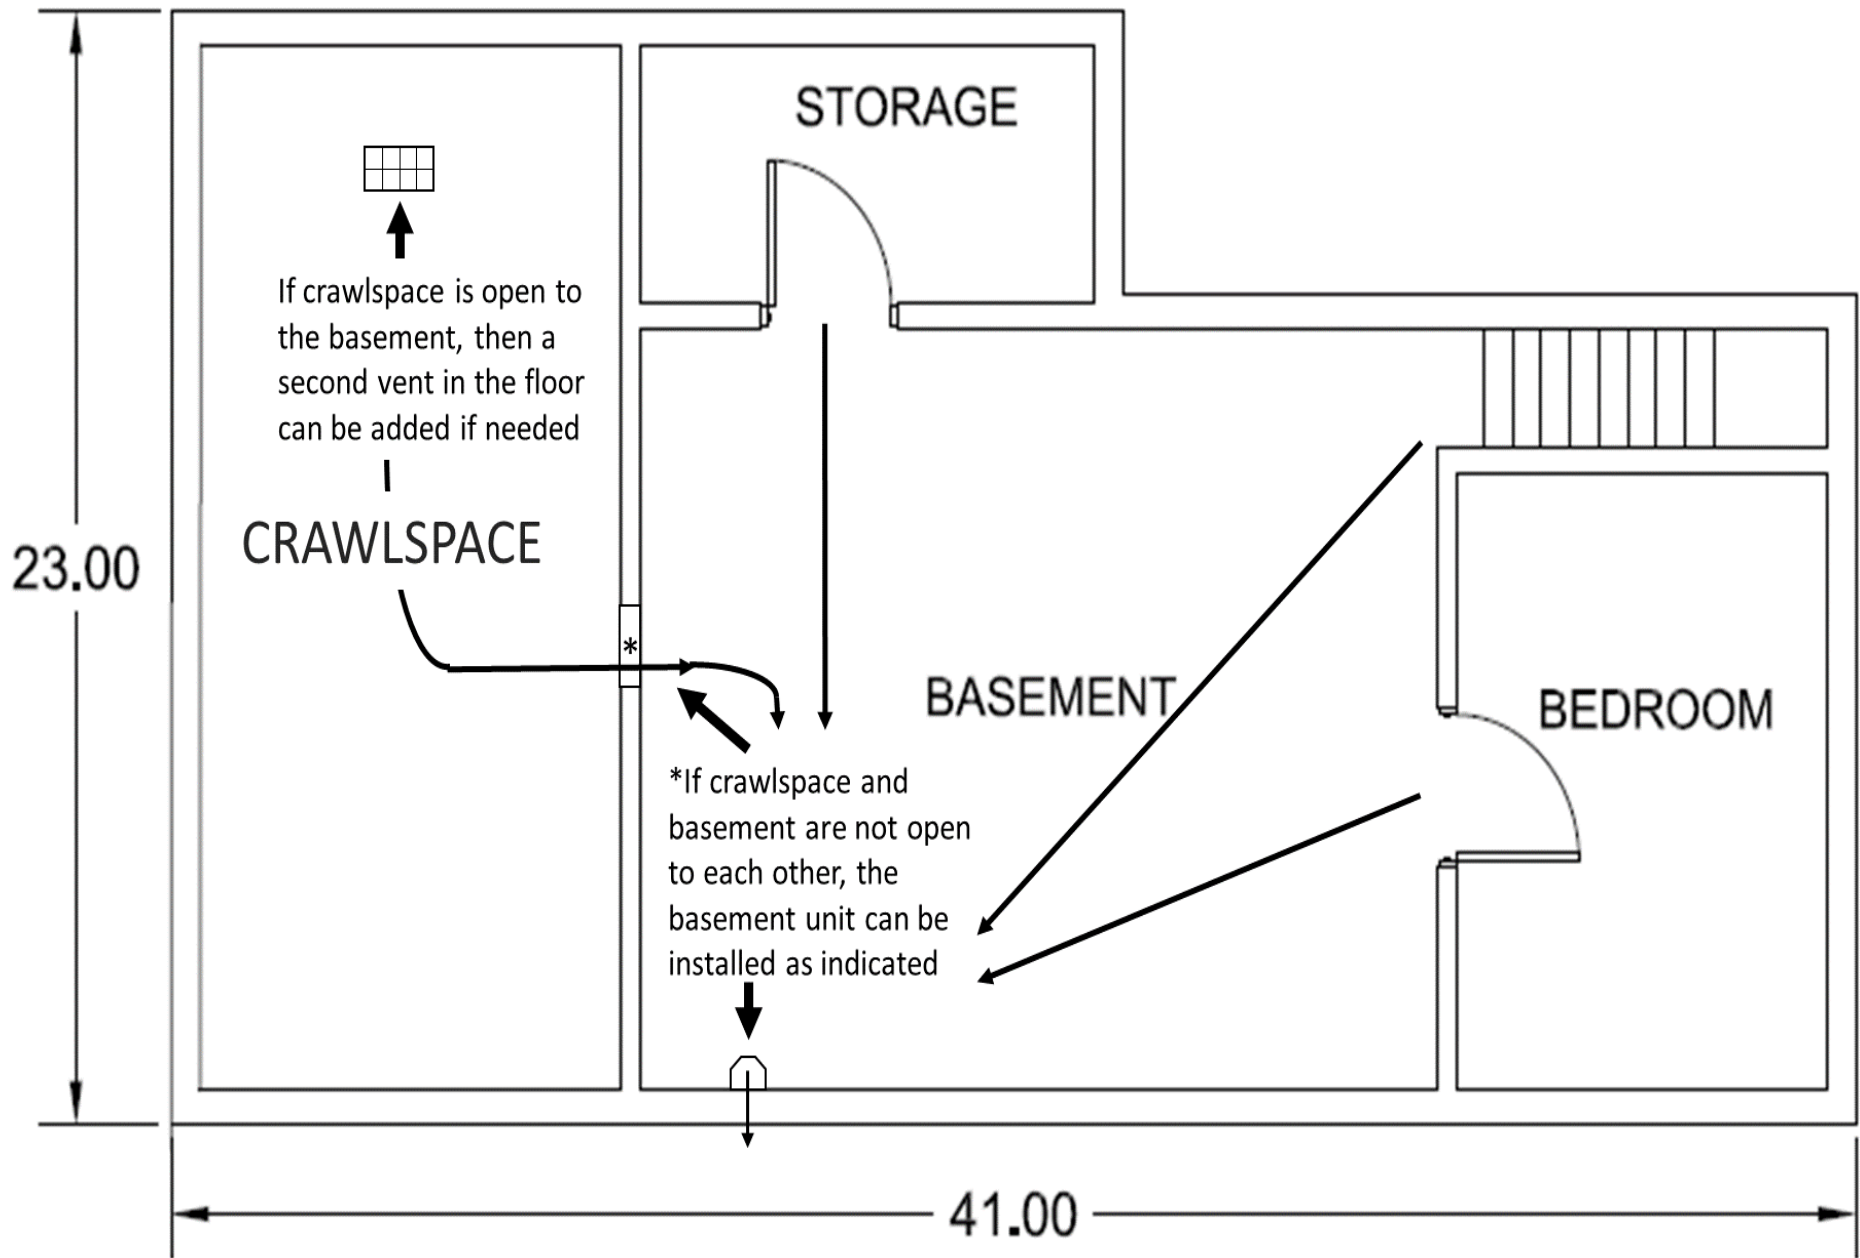 STORAGE
If crawlspace is open to
the basement, then a
second vent in the floor
can be added if needed
CRAWLSPACE
23.00
*
BASEMENT
BEDROOM
*If crawlspace and
basement are not open
to each other, the
basement unit can be
installed as indicated
41.00